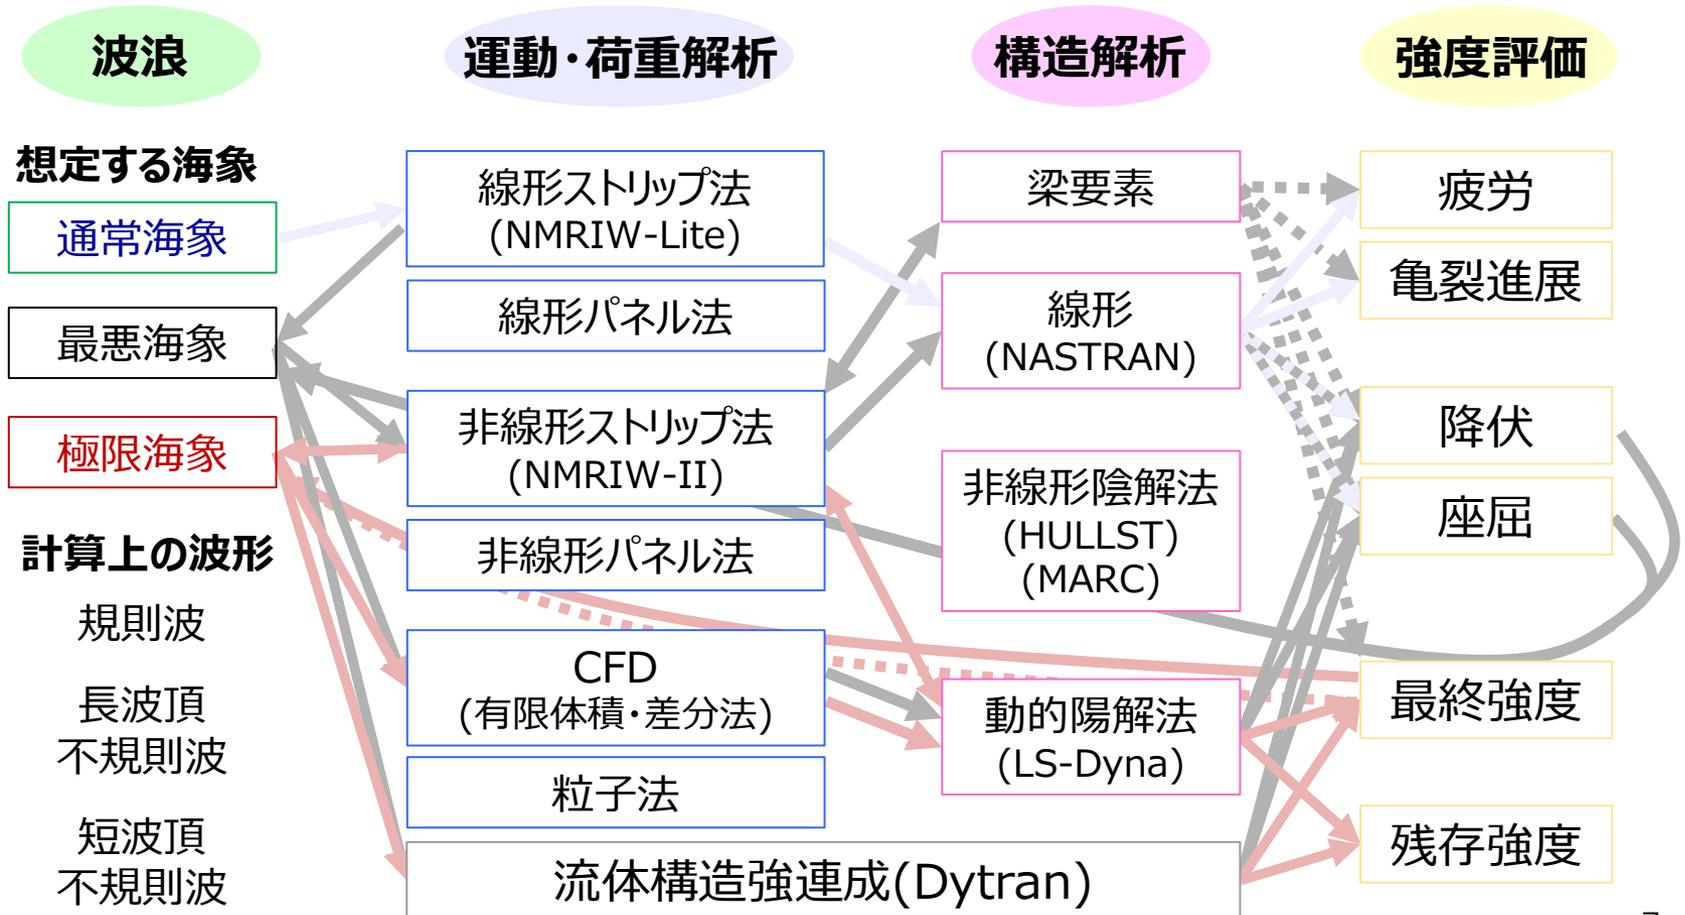 波浪
運動・荷重解析
構造解析
強度評価
想定する海象
通常海象
最悪海象
極限海象
計算上の波形
規則波
長波頂
不規則波
短波頂
不規則波
線形ストリップ法
(NMRIW-Lite)
線形パネル法
非線形ストリップ法
(NMRIW-II)
非線形パネル法
CFD
(有限体積・差分法)
粒子法
流体構造強連成(Dytran)
梁要素
線形
(NASTRAN)
非線形陰解法
(HULLST)
(MARC)
動的陽解法
(LS-Dyna)
疲労
亀裂進展
降伏
座屈
最終強度
残存強度